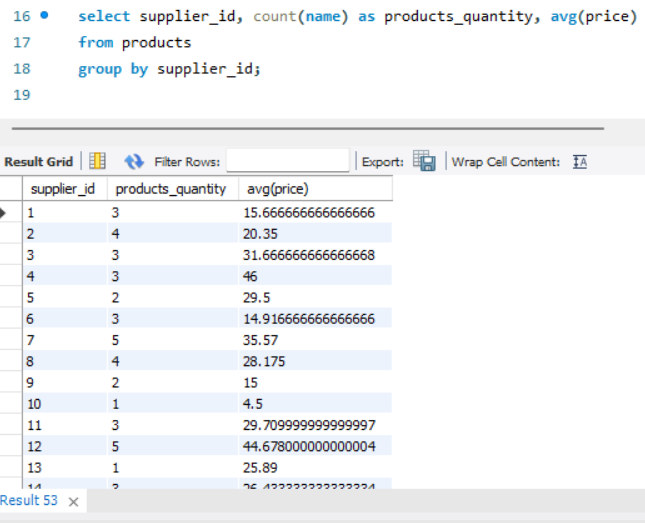 16 select supplier_id, count(name) as products_quantity, avg(price)
17 from products
18 group by supplier_id;
19
Result Grid Filter Rows: Export: Wrap Cell Content:
supplier_id products_quantity avg(price)
1 3 15.666666666666666
2 4 20.35
3 3 31.666666666666668
4 3 46
5 2 29.5
6 3 14.916666666666666
7 5 35.57
8 4 28.175
9 2 15
10 1 4.5
11 3 29.709999999999997
12 5 44.678000000000004
13 1 25.89
14 3 26.433333333333334
Result 53